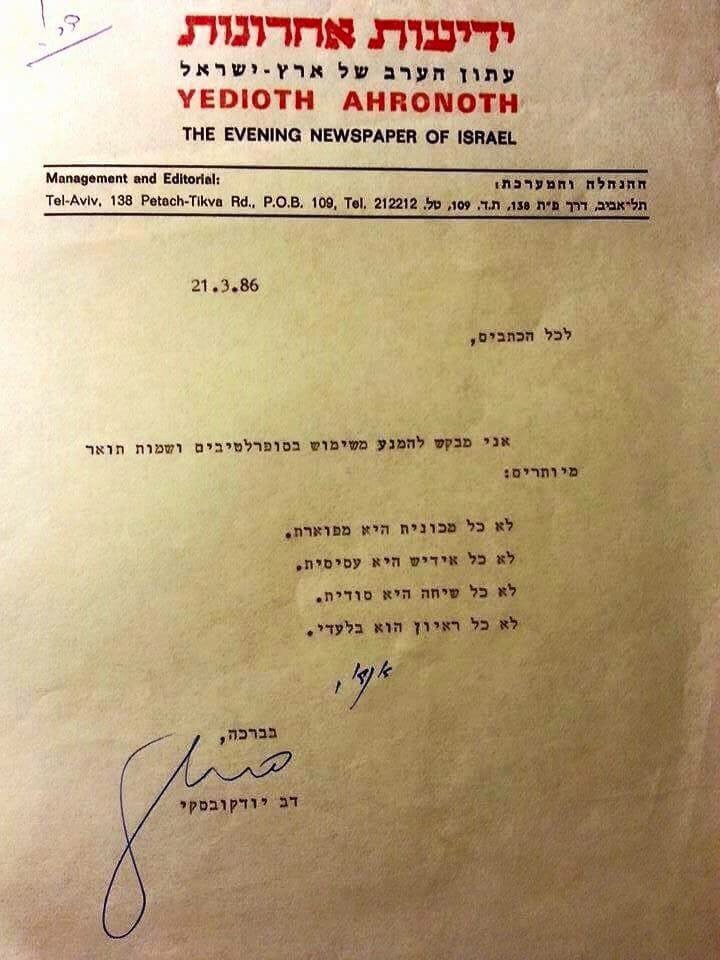 ידיעות אחרונות
עתון הערב של ארץ-ישראל
YEDIOTH AHRONOTH
THE EVENING NEWSPAPER OF ISRAEL
Management and Editorial:
ההנהלה והמערכת:
Tel-Aviv, 138 Petach-Tikva Rd., P.O.B. 109, Tel. 212212
תל־אביב, דרך פ"ת 138, ת.ד. 109, טל.
21.3.86
לכל הכתבים,
אני מבקש להמנע משימוש בסופרלטיבים ושמות תואר
מיותרים:
לא כל מכונית היא מפוארת.
לא כל אידיש היא עסיסית.
לא כל שיחה היא סודית.
לא כל ראיון הוא בלעדי.
בברכה,
דב יודקובסקי